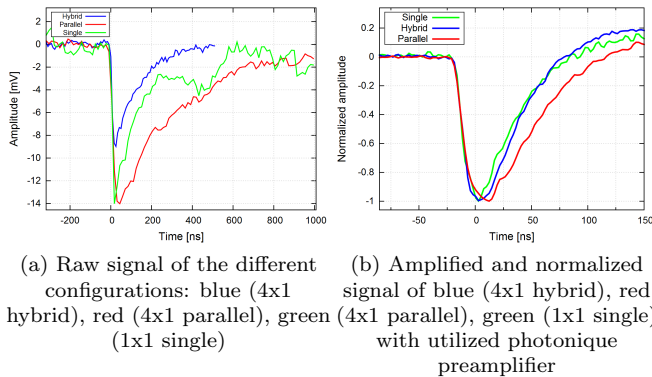 Hybrid
Parallel
Single
Amplitude [mV]
0
-2
-4
-6
-8
-10
-12
-14
-200 0 200 400 600 800 1000
Time [ns]
Single
Hybrid
Parallel
Normalized amplitude
0.2
0
-0.2
-0.4
-0.6
-0.8
-1
-50 0 50 100 150
Time [ns]
(a) Raw signal of the different
configurations: blue (4x1
hybrid), red (4x1 parallel), green
(1x1 single)
(b) Amplified and normalized
signal of blue (4x1 hybrid), red
(4x1 parallel), green (1x1 single)
with utilized photonique
preamplifier